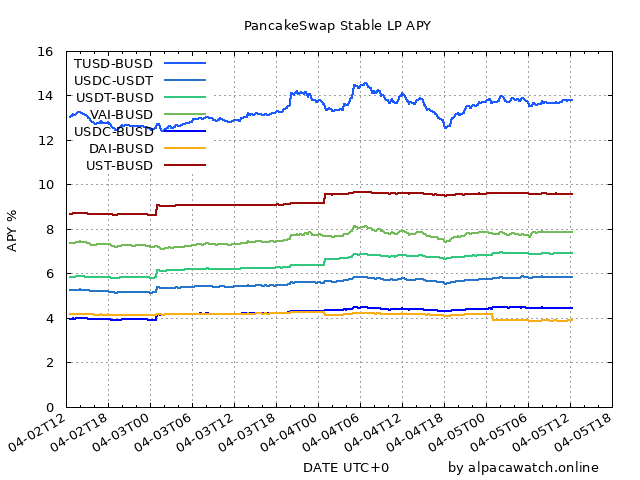 PancakeSwap Stable LP APY
16
14
12
10
8
6
4
2
0
APY %
TUSD-BUSD
USDC-USDT
USDT-BUSD
VAI-BUSD
USDC-BUSD
DAI-BUSD
UST-BUSD
04-02T12
04-02T18
04-03T00
04-03T06
04-03T12
04-03T18
04-04T00
04-04T06
04-04T12
04-04T18
04-05T00
04-05T06
04-05T12
04-05T18
DATE UTC+0
by alpacawatch.online